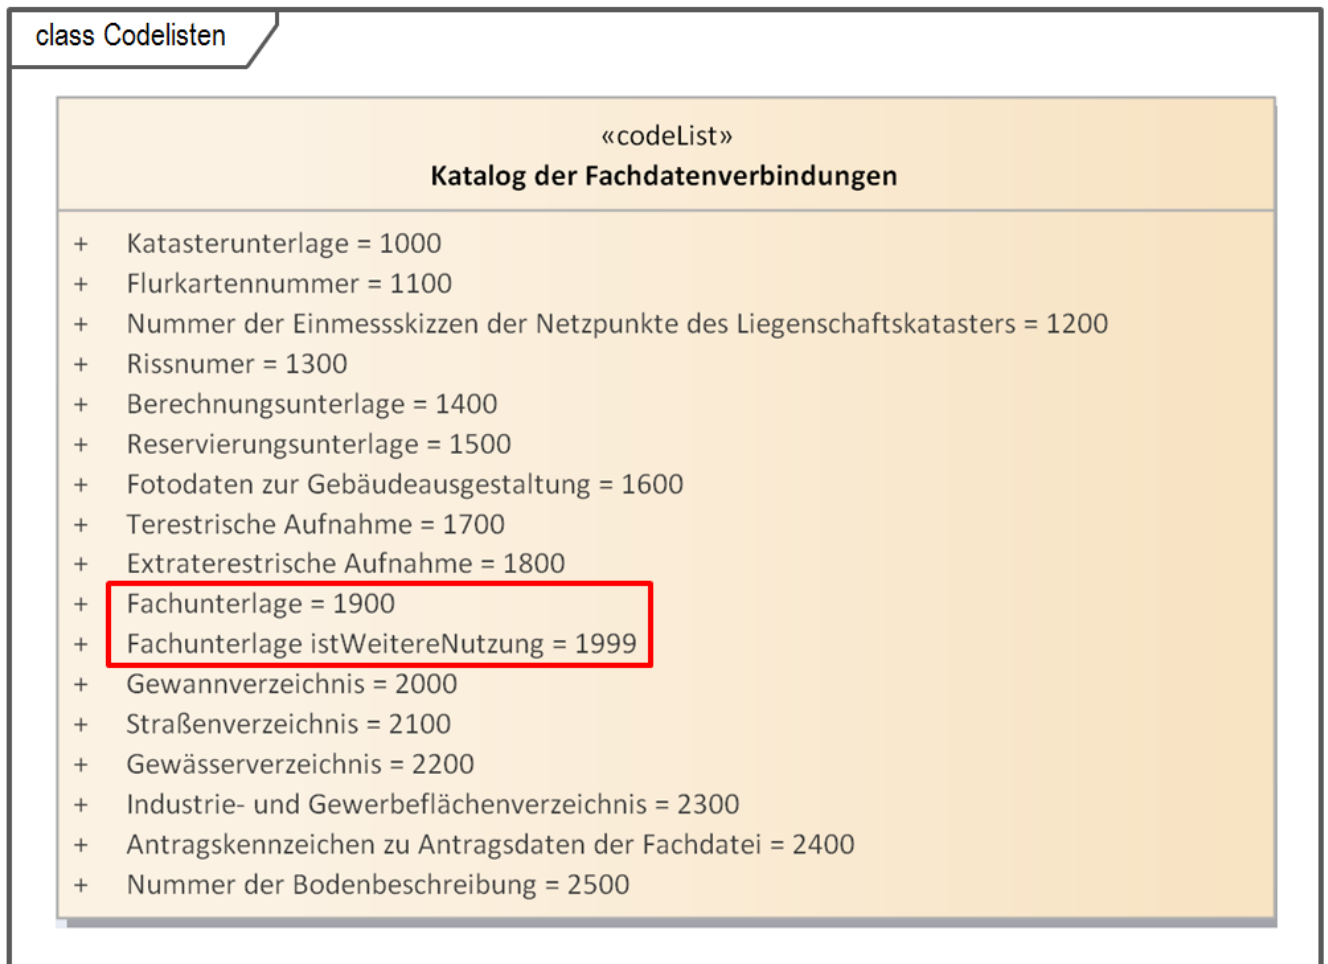 class Codelisten
«codeList»
Katalog der Fachdatenverbindungen
+ Katasterunterlage = 1000
+ Flurkartennummer = 1100
+ Nummer der Einmessskizzen der Netzpunkte des Liegenschaftskatasters = 1200
+ Rissnumer = 1300
+ Berechnungsunterlage = 1400
+ Reservierungsunterlage = 1500
+ Fotodaten zur Gebäudeausgestaltung = 1600
+ Terestrische Aufnahme = 1700
+ Extraterestrische Aufnahme = 1800
+ Fachunterlage = 1900
+ Fachunterlage istWeitereNutzung = 1999
+ Gewannverzeichnis = 2000
+ Straßenverzeichnis = 2100
+ Gewässerverzeichnis = 2200
+ Industrie- und Gewerbeflächenverzeichnis = 2300
+ Antragskennzeichen zu Antragsdaten der Fachdatei = 2400
+ Nummer der Bodenbeschreibung = 2500